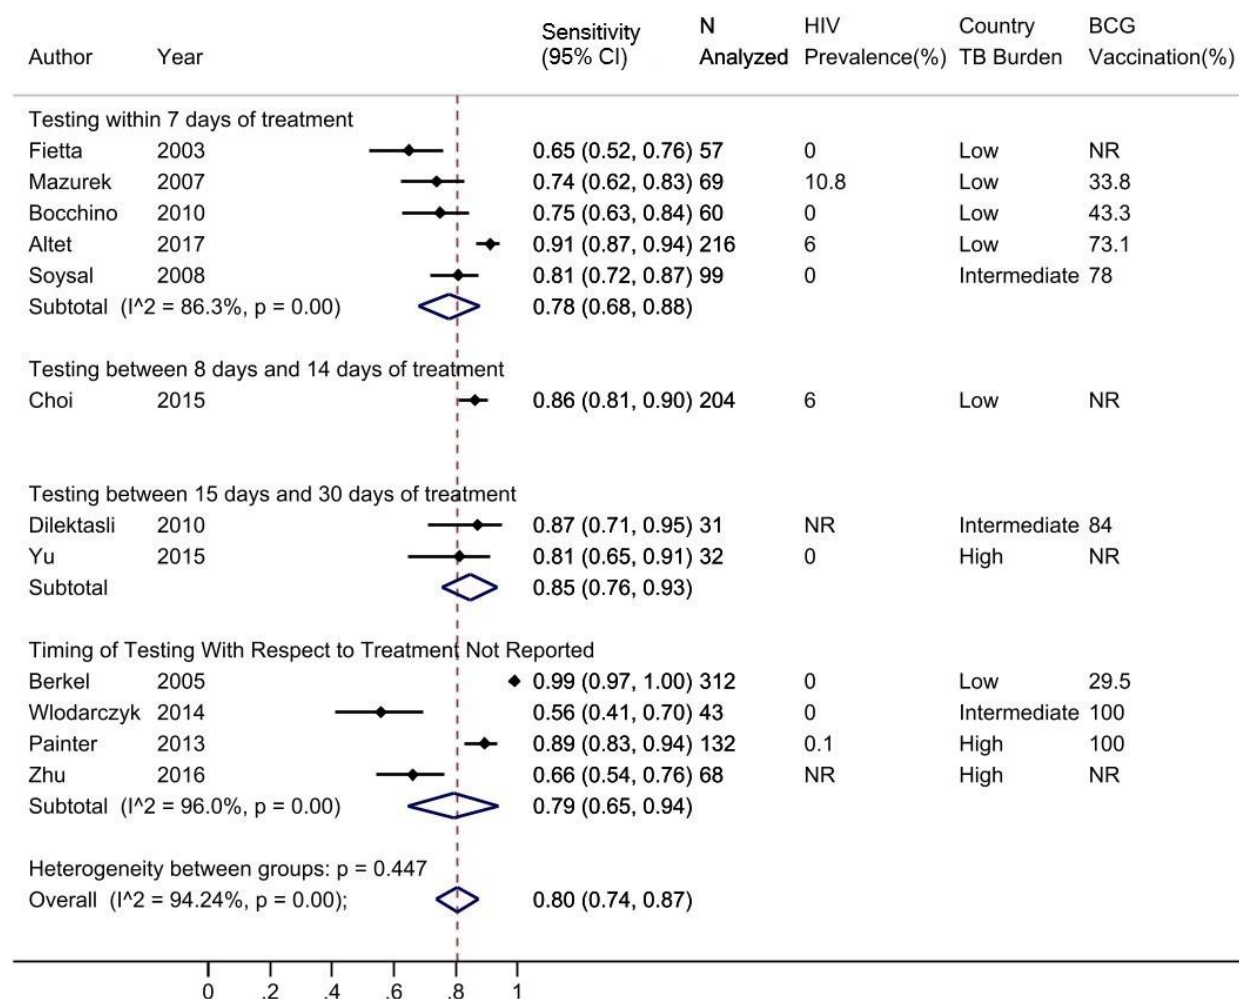 Author Year Sensitivity (95% CI) N Analyzed HIV Prevalence(%) Country TB Burden BCG Vaccination(%)
Testing within 7 days of treatment
Fietta 2003 0.65 (0.52, 0.76) 57 0 Low NR
Mazurek 2007 0.74 (0.62, 0.83) 69 10.8 Low 33.8
Bocchino 2010 0.75 (0.63, 0.84) 60 0 Low 43.3
Altet 2017 0.91 (0.87, 0.94) 216 6 Low 73.1
Soysal 2008 0.81 (0.72, 0.87) 99 0 Intermediate 78
Subtotal (I^2 = 86.3%, p = 0.00) 0.78 (0.68, 0.88)
Testing between 8 days and 14 days of treatment
Choi 2015 0.86 (0.81, 0.90) 204 6 Low NR
Testing between 15 days and 30 days of treatment
Dilektasli 2010 0.87 (0.71, 0.95) 31 NR Intermediate 84
Yu 2015 0.81 (0.65, 0.91) 32 0 High NR
Subtotal 0.85 (0.76, 0.93)
Timing of Testing With Respect to Treatment Not Reported
Berkel 2005 0.99 (0.97, 1.00) 312 0 Low 29.5
Wlodarczyk 2014 0.56 (0.41, 0.70) 43 0 Intermediate 100
Painter 2013 0.89 (0.83, 0.94) 132 0.1 High 100
Zhu 2016 0.66 (0.54, 0.76) 68 NR High NR
Subtotal (I^2 = 96.0%, p = 0.00) 0.79 (0.65, 0.94)
Heterogeneity between groups: p = 0.447
Overall (I^2 = 94.24%, p = 0.00); 0.80 (0.74, 0.87)
0 .2 .4 .6 .8 1